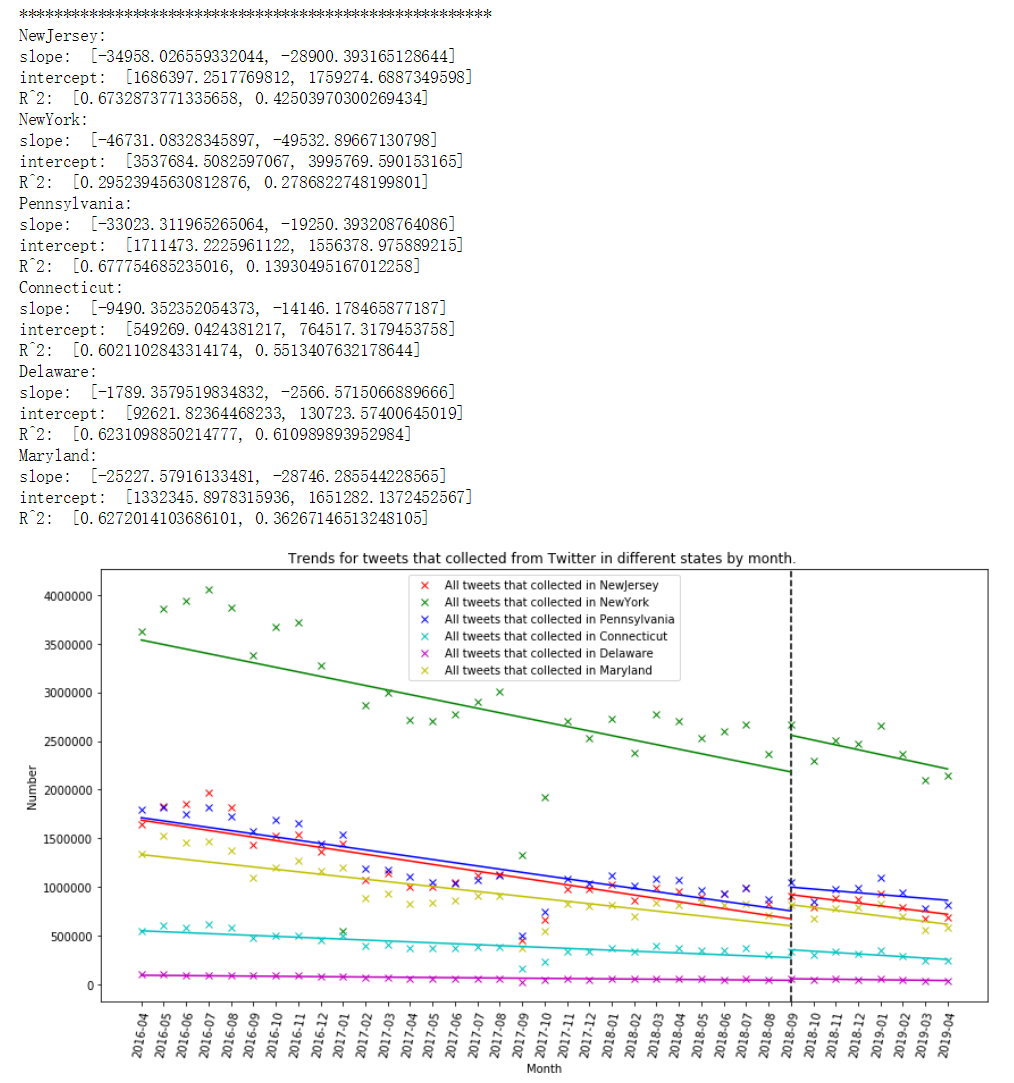 ******************************************************
NewJersey:
slope:  [-34958.026559332044, -28900.393165128644]
intercept:  [1686397.2517769812, 1759274.6887349598]
R^2:  [0.6732873771335658, 0.42503970300269434]
NewYork:
slope:  [-46731.08328345897, -49532.89667130798]
intercept:  [3537684.5082597067, 3995769.590153165]
R^2:  [0.29523945630812876, 0.2786822748199801]
Pennsylvania:
slope:  [-33023.311965265064, -19250.393208764086]
intercept:  [1711473.2225961122, 1556378.975889215]
R^2:  [0.677754685235016, 0.13930495167012258]
Connecticut:
slope:  [-9490.352352054373, -14146.178465877187]
intercept:  [549269.0424381217, 764517.3179453758]
R^2:  [0.6021102843314174, 0.5513407632178644]
Delaware:
slope:  [-1789.3579519834832, -2566.5715066889666]
intercept:  [92621.82364468233, 130723.57400645019]
R^2:  [0.6231098850214777, 0.610989893952984]
Maryland:
slope:  [-25227.57916133481, -28746.285544228565]
intercept:  [1332345.8978315936, 1651282.1372452567]
R^2:  [0.6272014103686101, 0.36267146513248105]
Trends for tweets that collected from Twitter in different states by month.
All tweets that collected in NewJersey
All tweets that collected in NewYork
All tweets that collected in Pennsylvania
All tweets that collected in Connecticut
All tweets that collected in Delaware
All tweets that collected in Maryland
Number
4000000
3500000
3000000
2500000
2000000
1500000
1000000
500000
0
2016-04
2016-05
2016-06
2016-07
2016-08
2016-09
2016-10
2016-11
2016-12
2017-01
2017-02
2017-03
2017-04
2017-05
2017-06
2017-07
2017-08
2017-09
2017-10
2017-11
2017-12
2018-01
2018-02
2018-03
2018-04
2018-05
2018-06
2018-07
2018-08
2018-09
2018-10
2018-11
2018-12
2019-01
2019-02
2019-03
2019-04
Month